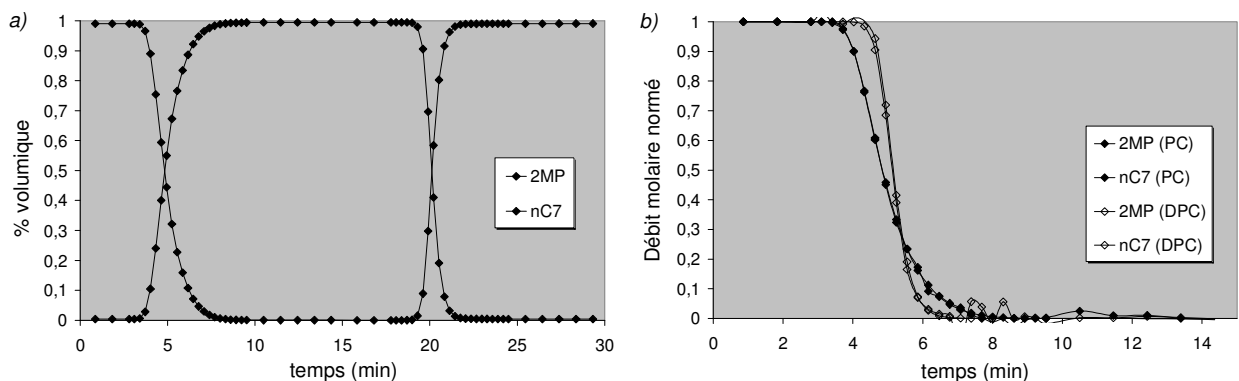 a)
% volumique
1
0,9
0,8
0,7
0,6
0,5
0,4
0,3
0,2
0,1
0
0 5 10 15 20 25 30
temps (min)
2MP
nC7
b)
Débit molaire normé
1
0,9
0,8
0,7
0,6
0,5
0,4
0,3
0,2
0,1
0
0 2 4 6 8 10 12 14
temps (min)
2MP (PC)
nC7 (PC)
2MP (DPC)
nC7 (DPC)